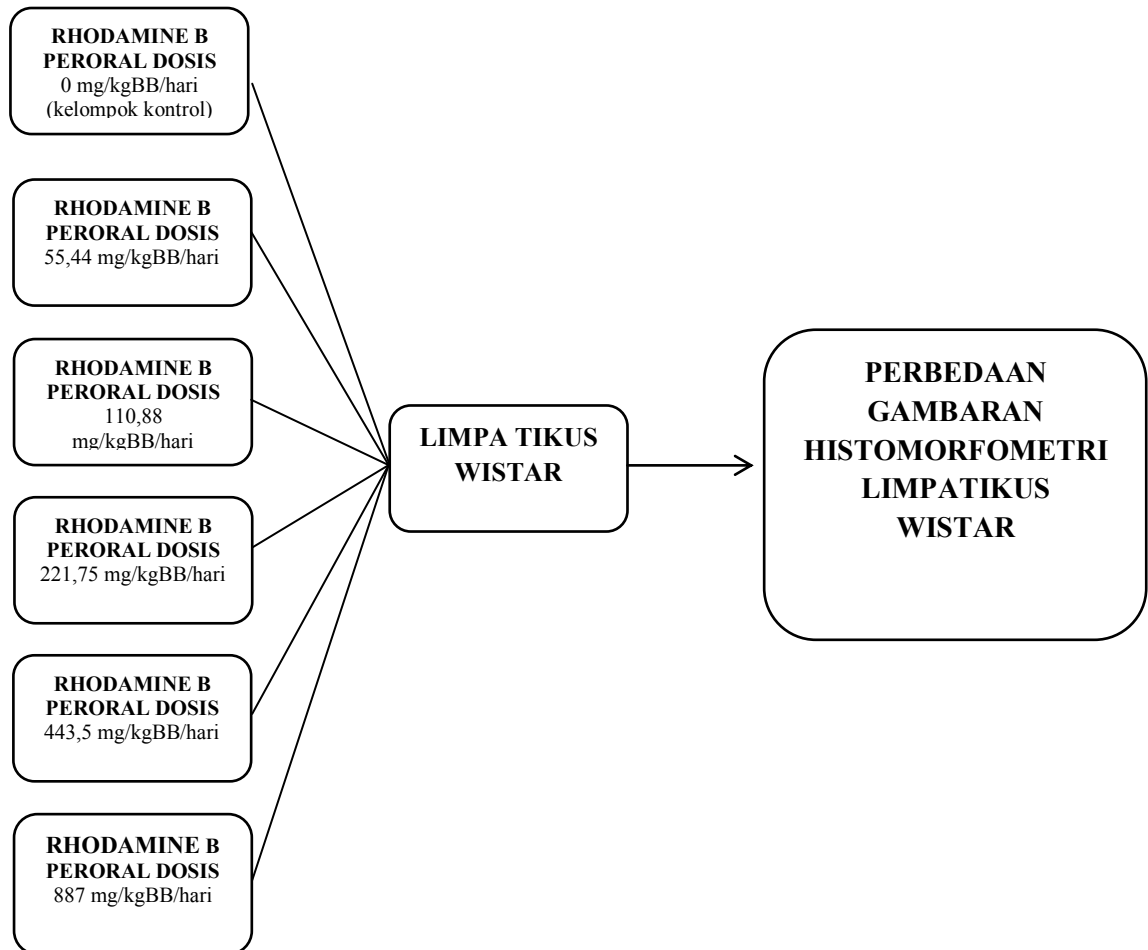 RHODAMINE B
PERORAL DOSIS
0 mg/kgBB/hari
(kelompok kontrol)
RHODAMINE B
PERORAL DOSIS
55,44 mg/kgBB/hari
RHODAMINE B
PERORAL DOSIS
110,88
mg/kgBB/hari
RHODAMINE B
PERORAL DOSIS
221,75 mg/kgBB/hari
RHODAMINE B
PERORAL DOSIS
443,5 mg/kgBB/hari
RHODAMINE B
PERORAL DOSIS
887 mg/kgBB/hari
LIMPA TIKUS
WISTAR
PERBEDAAN
GAMBARAN
HISTOMORFOMETRI
LIMPATIKUS
WISTAR